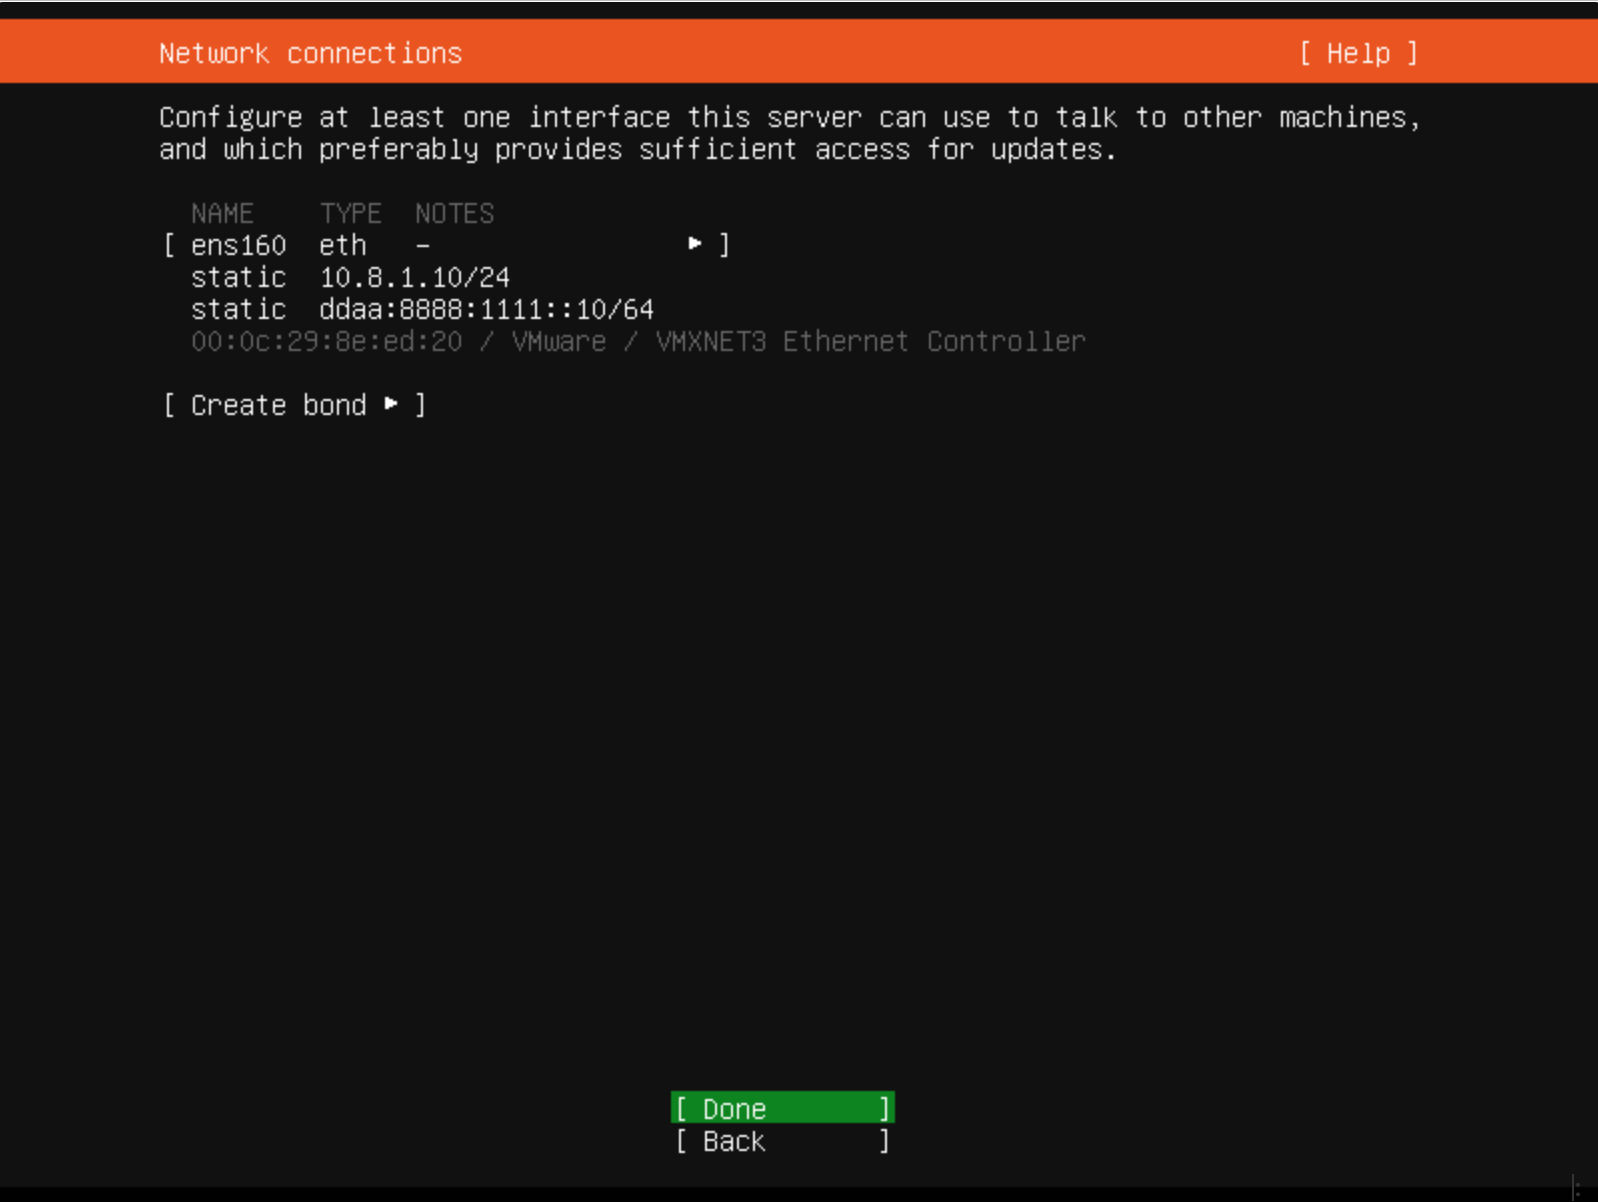 Network connections [ Help ]
Configure at least one interface this server can use to talk to other machines,
and which preferably provides sufficient access for updates.
NAME TYPE NOTES
[ ens160 eth - ▸ ]
static 10.8.1.10/24
static ddaa:8888:1111::10/64
00:0c:29:8e:ed:20 / VMware / VMXNET3 Ethernet Controller
[ Create bond ▸ ]
[ Done ]
[ Back ]